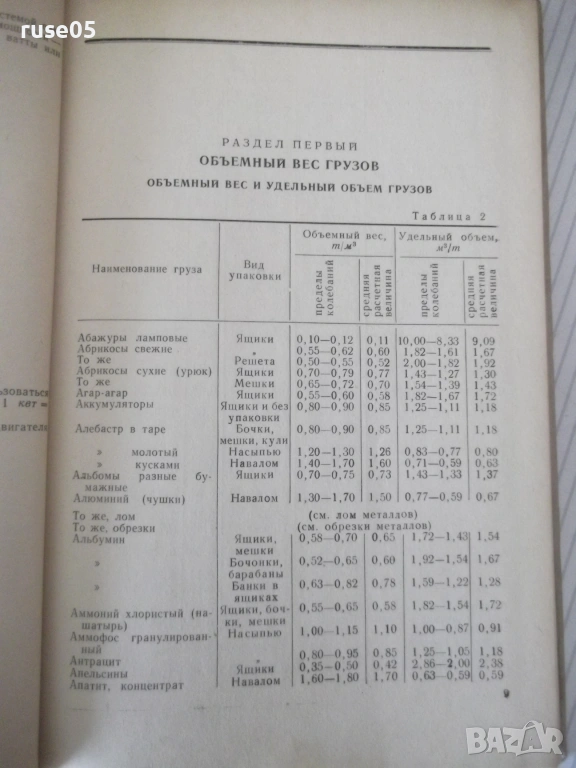 ruse05
стемой
ватты или
зоваться
1 квт =
двигателя
РАЗДЕЛ ПЕРВЫЙ
ОБЪЕМНЫЙ ВЕС ГРУЗОВ
ОБЪЕМНЫЙ ВЕС И УДЕЛЬНЫЙ ОБЪЕМ ГРУЗОВ
Таблица 2
Наименование груза
Вид упаковки
Объемный вес, т/м³
Удельный объем, м³/т
пределы колебаний
средняя расчетная величина
пределы колебаний
средняя расчетная величина
Абажуры ламповые Ящики 0,10—0,12 0,11 10,00—8,33 9,09
Абрикосы свежие » 0,55—0,62 0,60 1,82—1,61 1,67
То же Решета 0,50—0,55 0,52 2,00—1,82 1,92
Абрикосы сухие (урюк) Ящики 0,70—0,79 0,77 1,43—1,27 1,30
То же Мешки 0,65—0,72 0,70 1,54—1,39 1,43
Агар-агар Ящики 0,55—0,60 0,58 1,82—1,67 1,72
Аккумуляторы Ящики и без 0,80—0,90 0,85 1,25—1,11 1,18
упаковки
Алебастр в таре Бочки, 0,80—0,90 0,85 1,25—1,11 1,18
мешки, кули
» молотый Насыпью 1,20—1,30 1,26 0,83—0,77 0,80
» кусками Навалом 1,40—1,70 1,60 0,71—0,59 0,63
Альбомы разные бу- Ящики 0,70—0,75 0,73 1,43—1,33 1,37
мажные
Алюминий (чушки) Навалом 1,30—1,70 1,50 0,77—0,59 0,67
То же, лом (см. лом металлов)
То же, обрезки (см. обрезки металлов)
Альбумин Ящики, 0,58—0,70 0,65 1,72—1,43 1,54
мешки
» Бочонки, 0,52—0,65 0,60 1,92—1,54 1,67
барабаны
» Банки в 0,63—0,82 0,78 1,59—1,22 1,28
ящиках
Аммоний хлористый (на- Ящики, боч- 0,55—0,65 0,58 1,82—1,54 1,72
шатырь) ки, мешки
Аммофос гранулирован- Насыпью 1,00—1,15 1,10 1,00—0,87 0,91
ный
Антрацит » 0,80—0,95 0,85 1,25—1,05 1,18
Апельсины Ящики 0,35—0,50 0,42 2,86—2,00 2,38
Апатит, концентрат Навалом 1,60—1,80 1,70 0,63—0,59 0,59
9
BAZAR